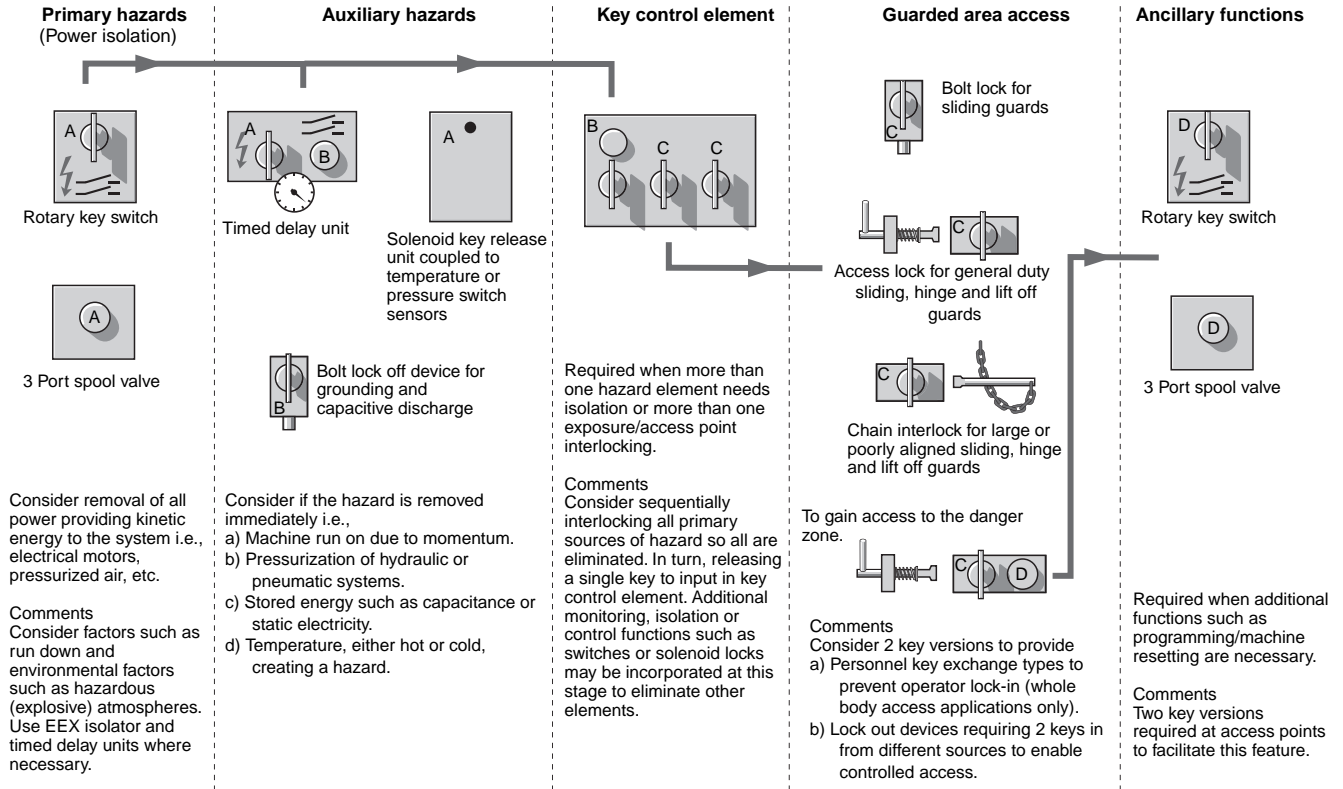 Primary hazards
(Power isolation)
A
Rotary key switch
A
3 Port spool valve
Consider removal of all
power providing kinetic
energy to the system i.e.,
electrical motors,
pressurized air, etc.
Comments
Consider factors such as
run down and
environmental factors
such as hazardous
(explosive) atmospheres.
Use EEX isolator and
timed delay units where
necessary.
Auxiliary hazards
A
B
Timed delay unit
A
Solenoid key release
unit coupled to
temperature or
pressure switch
sensors
B
Bolt lock off device for
grounding and
capacitive discharge
Consider if the hazard is removed
immediately i.e.,
a) Machine run on due to momentum.
b) Pressurization of hydraulic or
pneumatic systems.
c) Stored energy such as capacitance or
static electricity.
d) Temperature, either hot or cold,
creating a hazard.
Key control element
B
C C
Required when more than
one hazard element needs
isolation or more than one
exposure/access point
interlocking.
Comments
Consider sequentially
interlocking all primary
sources of hazard so all are
eliminated. In turn, releasing
a single key to input in key
control element. Additional
monitoring, isolation or
control functions such as
switches or solenoid locks
may be incorporated at this
stage to eliminate other
elements.
Guarded area access
C
Bolt lock for
sliding guards
C
Access lock for general duty
sliding, hinge and lift off
guards
C
Chain interlock for large or
poorly aligned sliding, hinge
and lift off guards
To gain access to the danger
zone.
C D
Comments
Consider 2 key versions to provide
a) Personnel key exchange types to
prevent operator lock-in (whole
body access applications only).
b) Lock out devices requiring 2 keys in
from different sources to enable
controlled access.
Ancillary functions
D
Rotary key switch
D
3 Port spool valve
Required when additional
functions such as
programming/machine
resetting are necessary.
Comments
Two key versions
required at access points
to facilitate this feature.